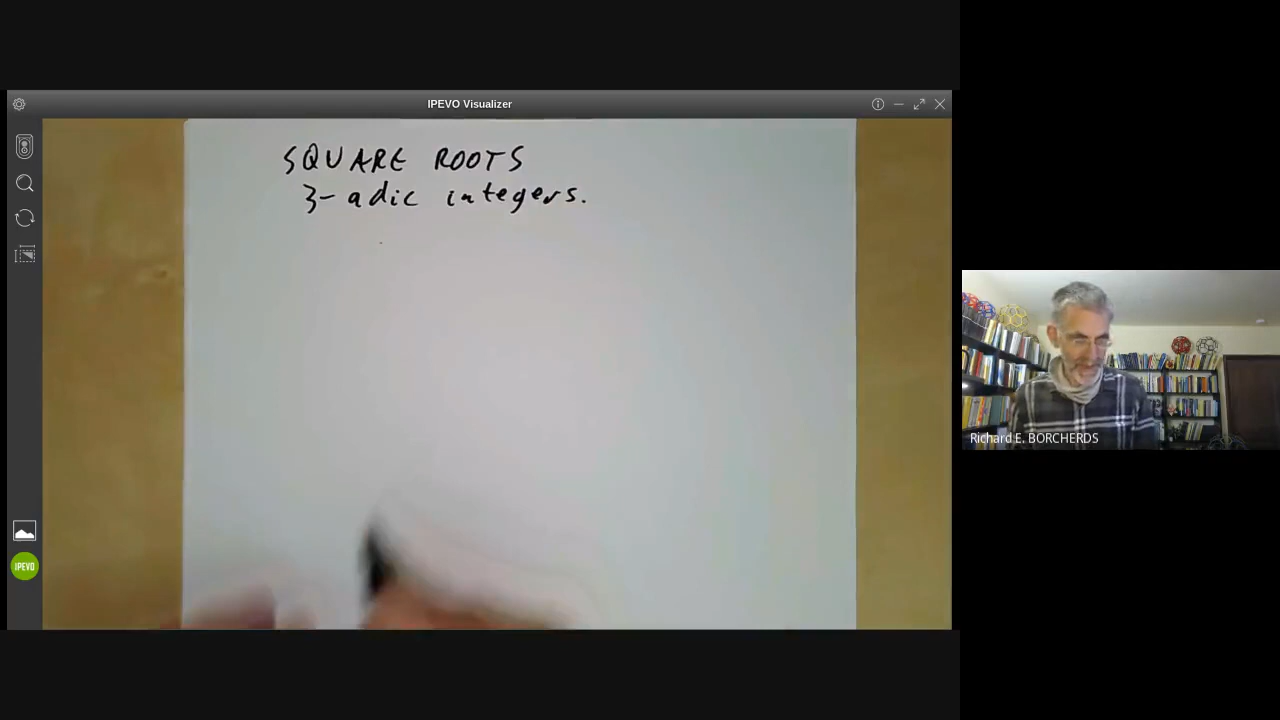 IPEVO Visualizer
SQUARE ROOTS
3-adic integers.
IPEVO
Richard E. BORCHERDS